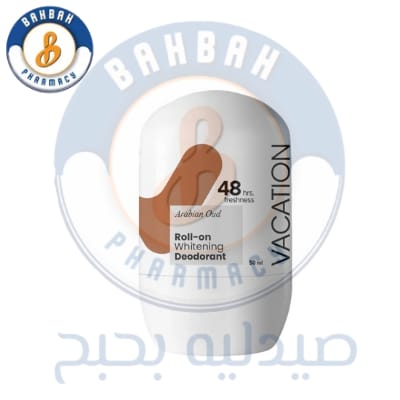 BAHBAH
PHARMACY
BAHBAH
48 hrs,
freshness
Arabian Oud
Roll-on
Whitening
Deodorant
50 ml
VACATION
PHARMACY
صيدليه بحبح